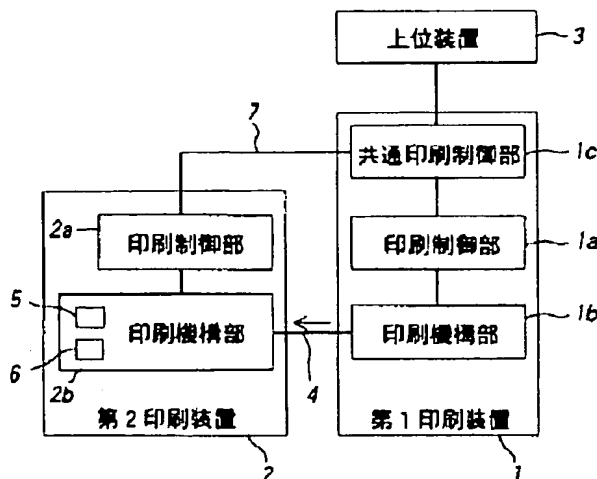 上位装置
3
7
共通印刷制御部
1c
2a
印刷制御部
印刷制御部
1a
5
印刷機構部
印刷機構部
1b
6
2b
4
第2印刷装置
第1印刷装置
2
1